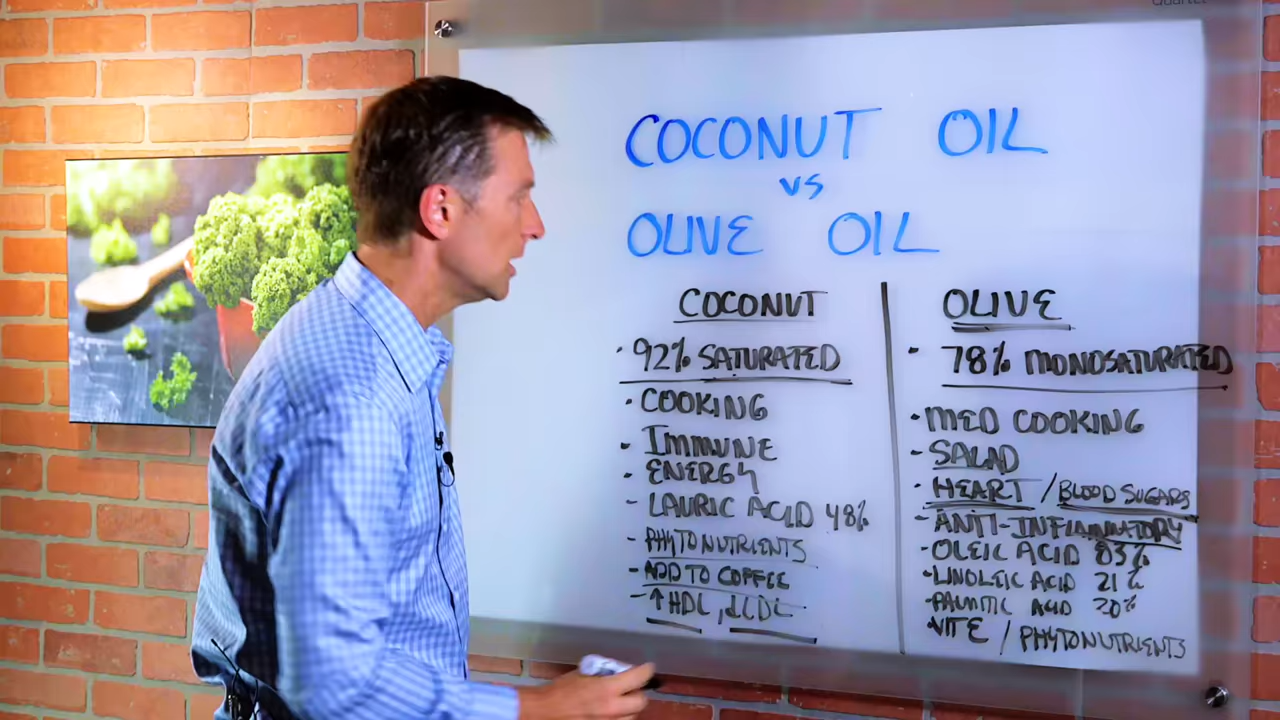 Quartet
COCONUT OIL
VS
OLIVE OIL
COCONUT
· 92% SATURATED
· COOKING
· IMMUNE
· ENERGY
- LAURIC ACID 48%
- PHYTONUTRIENTS
- ADD TO COFFEE
- ↑HDL, ↓LDL
OLIVE
· 78% MONOSATURATED
· MED COOKING
· SALAD
· HEART / BLOOD SUGARS
- ANTI-INFLAMMATORY
- OLEIC ACID 83%
- LINOLEIC ACID 21%
- PALMITIC ACID 20%
- VIT E / PHYTONUTRIENTS